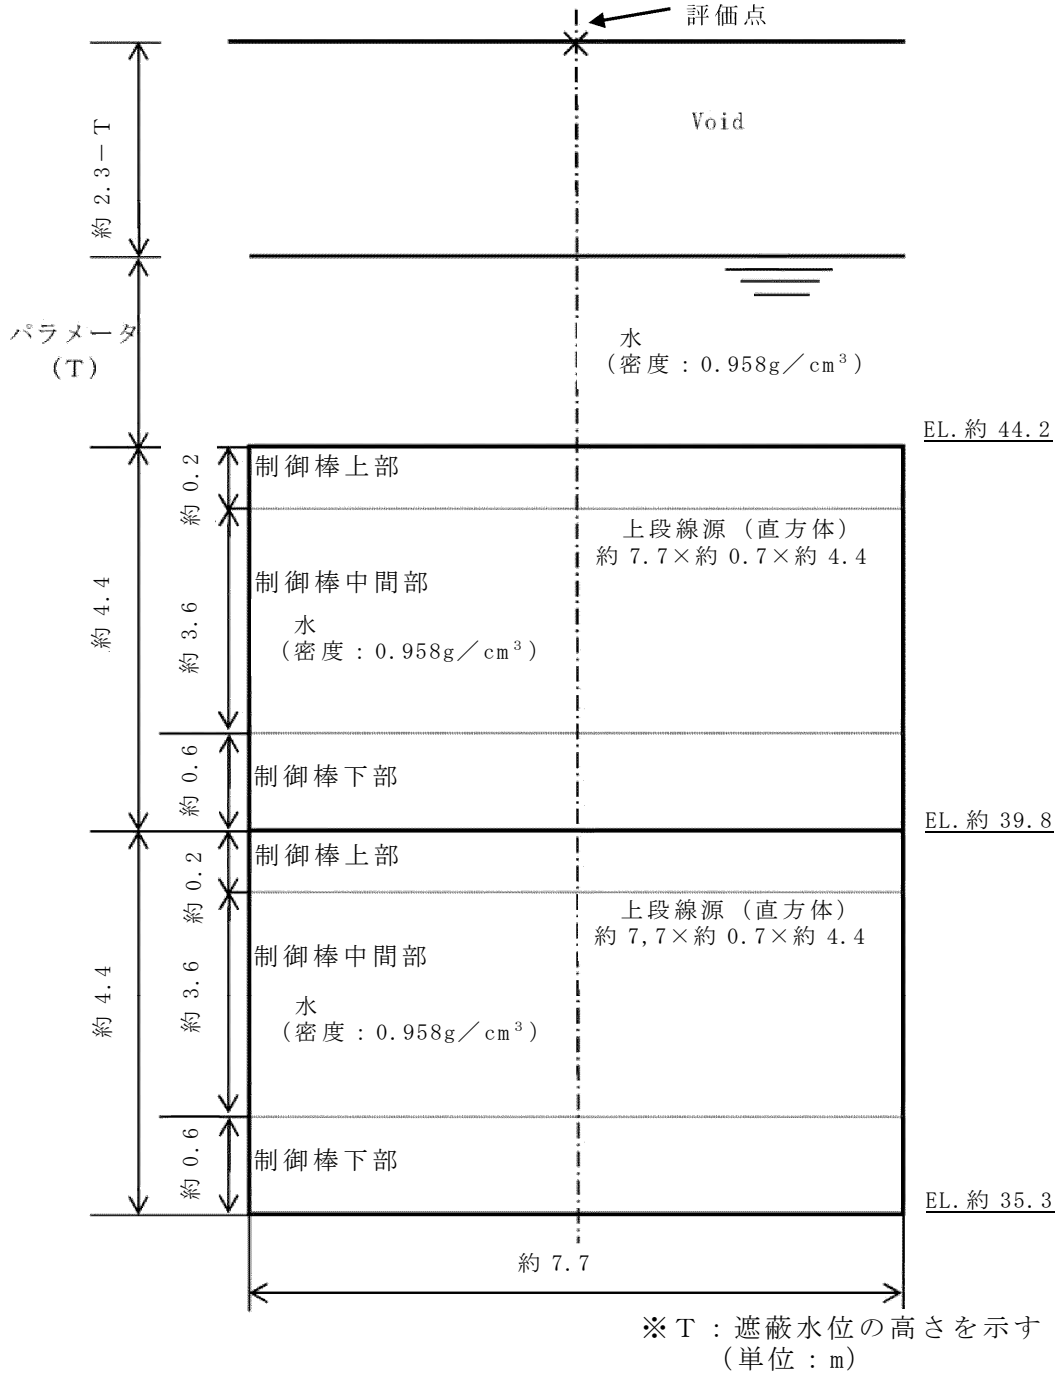 評価点
Void
約 2.3－T
パラメータ
(T)
水
(密度：0.958g／cm³)
EL.約 44.2
約 4.4
約 0.2
制御棒上部
上段線源（直方体）
約 7.7×約 0.7×約 4.4
制御棒中間部
約 3.6
水
(密度：0.958g／cm³)
約 0.6
制御棒下部
EL.約 39.8
約 4.4
約 0.2
制御棒上部
上段線源（直方体）
約 7,7×約 0.7×約 4.4
制御棒中間部
約 3.6
水
(密度：0.958g／cm³)
約 0.6
制御棒下部
EL.約 35.3
約 7.7
※T：遮蔽水位の高さを示す
(単位：m)